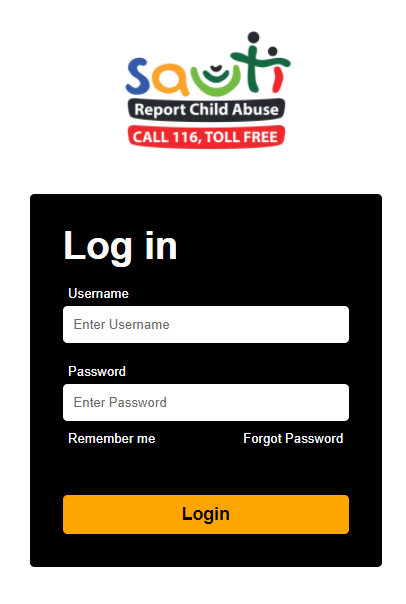 sauti
Report Child Abuse
CALL 116, TOLL FREE
Log in
Username
Enter Username
Password
Enter Password
Remember me Forgot Password
Login